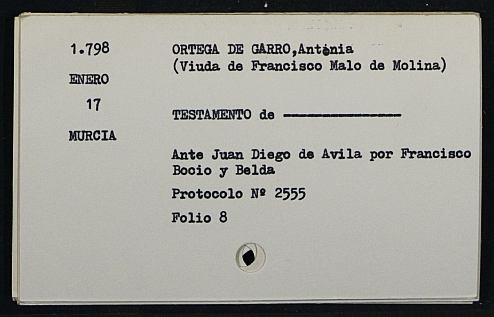 1.798
ORTEGA DE GARRO,Antonia
(Viuda de Francisco Malo de Molina)
ENERO
17
TESTAMENTO de ----------------
MURCIA
Ante Juan Diego de Avila por Francisco
Bocio y Belda
Protocolo Nº 2555
Folio 8